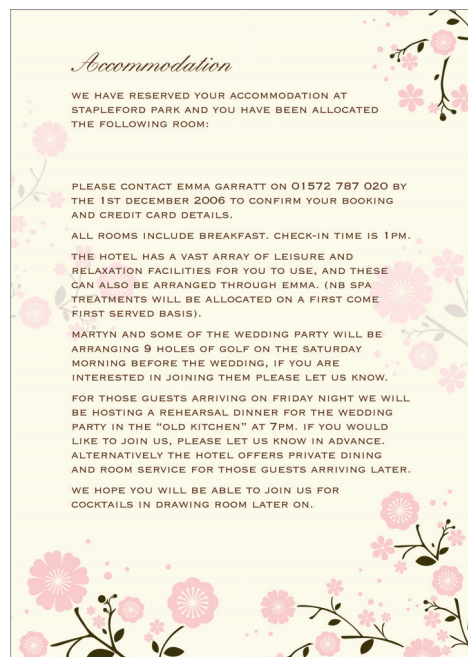 Accommodation
WE HAVE RESERVED YOUR ACCOMMODATION AT
STAPLEFORD PARK AND YOU HAVE BEEN ALLOCATED
THE FOLLOWING ROOM:
PLEASE CONTACT EMMA GARRATT ON 01572 787 020 BY
THE 1ST DECEMBER 2006 TO CONFIRM YOUR BOOKING
AND CREDIT CARD DETAILS.
ALL ROOMS INCLUDE BREAKFAST. CHECK-IN TIME IS 1PM.
THE HOTEL HAS A VAST ARRAY OF LEISURE AND
RELAXATION FACILITIES FOR YOU TO USE, AND THESE
CAN ALSO BE ARRANGED THROUGH EMMA. (NB SPA
TREATMENTS WILL BE ALLOCATED ON A FIRST COME
FIRST SERVED BASIS).
MARTYN AND SOME OF THE WEDDING PARTY WILL BE
ARRANGING 9 HOLES OF GOLF ON THE SATURDAY
MORNING BEFORE THE WEDDING, IF YOU ARE
INTERESTED IN JOINING THEM PLEASE LET US KNOW.
FOR THOSE GUESTS ARRIVING ON FRIDAY NIGHT WE WILL
BE HOSTING A REHEARSAL DINNER FOR THE WEDDING
PARTY IN THE “OLD KITCHEN” AT 7PM. IF YOU WOULD
LIKE TO JOIN US, PLEASE LET US KNOW IN ADVANCE.
ALTERNATIVELY THE HOTEL OFFERS PRIVATE DINING
AND ROOM SERVICE FOR THOSE GUESTS ARRIVING LATER.
WE HOPE YOU WILL BE ABLE TO JOIN US FOR
COCKTAILS IN DRAWING ROOM LATER ON.